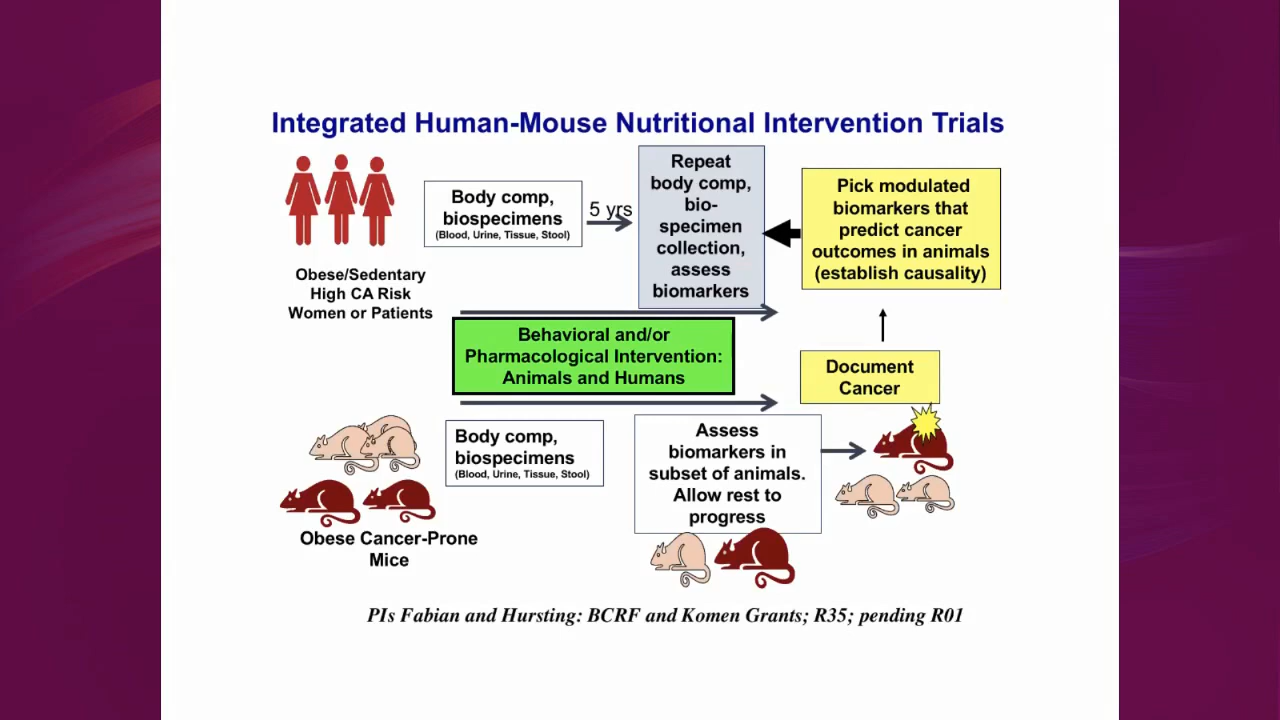 Integrated Human-Mouse Nutritional Intervention Trials
Body comp,
biospecimens
(Blood, Urine, Tissue, Stool)
5 yrs
Repeat
body comp,
bio-
specimen
collection,
assess
biomarkers
Pick modulated
biomarkers that
predict cancer
outcomes in animals
(establish causality)
Obese/Sedentary
High CA Risk
Women or Patients
Behavioral and/or
Pharmacological Intervention:
Animals and Humans
Document
Cancer
Body comp,
biospecimens
(Blood, Urine, Tissue, Stool)
Assess
biomarkers in
subset of animals.
Allow rest to
progress
Obese Cancer-Prone
Mice
PIs Fabian and Hursting: BCRF and Komen Grants; R35; pending R01